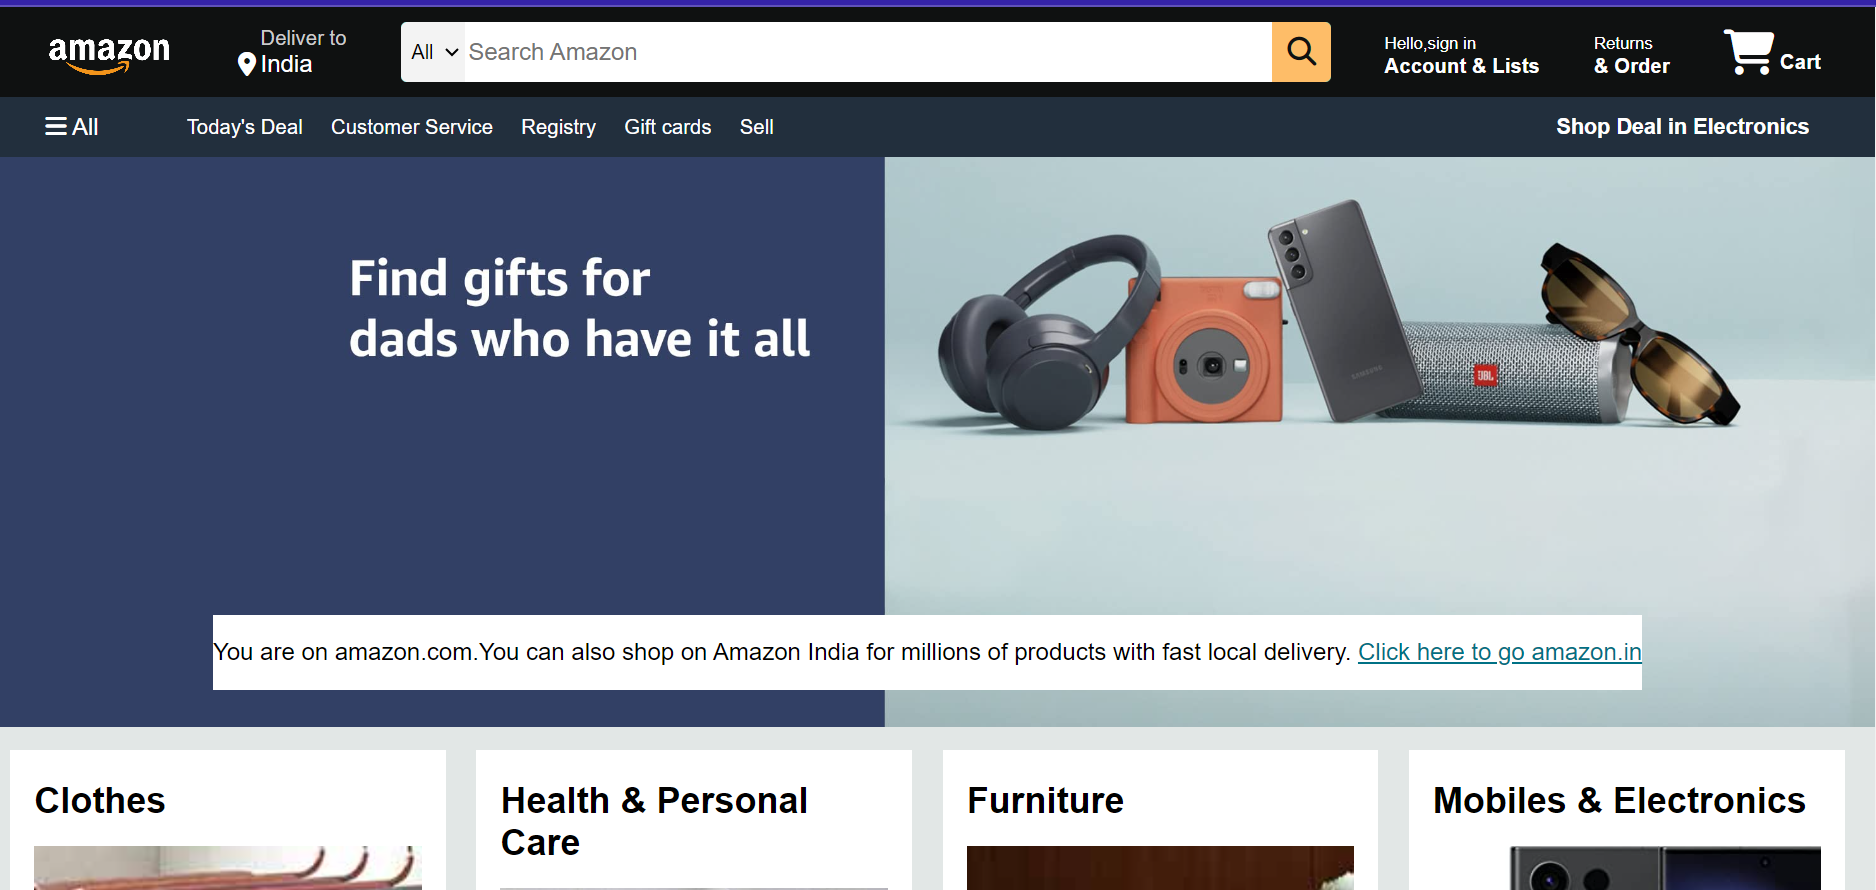 amazon
Deliver to
India
All
Search Amazon
Hello,sign in
Account & Lists
Returns
& Order
Cart
All
Today's Deal
Customer Service
Registry
Gift cards
Sell
Shop Deal in Electronics
Find gifts for
dads who have it all
SAMSUNG
JBL
You are on amazon.com.You can also shop on Amazon India for millions of products with fast local delivery. Click here to go amazon.in
Clothes
Health & Personal
Care
Furniture
Mobiles & Electronics